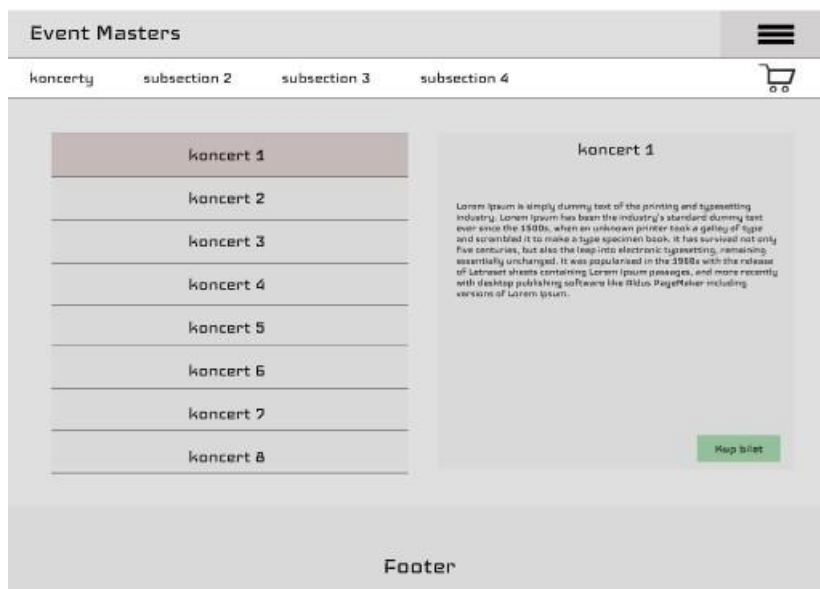 Event Masters
koncerty subsection 2 subsection 3 subsection 4
koncert 1
koncert 2
koncert 3
koncert 4
koncert 5
koncert 6
koncert 7
koncert 8
koncert 1
Lorem Ipsum is simply dummy text of the printing and typesetting
industry. Lorem Ipsum has been the industry's standard dummy text
ever since the 1500s, when an unknown printer took a galley of type
and scrambled it to make a type specimen book. It has survived not only
five centuries, but also the leap into electronic typesetting, remaining
essentially unchanged. It was popularised in the 1960s with the release
of Letraset sheets containing Lorem Ipsum passages, and more recently
with desktop publishing software like Aldus PageMaker including
versions of Lorem Ipsum.
Kup bilet
Footer